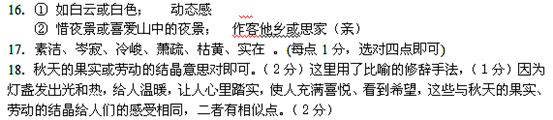 16. ① 如白云或白色； 动态感
② 惜夜景或喜爱山中的夜景； 作客他乡或思家（亲）
17. 素洁、岑寂、冷峻、萧疏、枯黄、实在 。(每点 1 分，选对四点即可)
18. 秋天的果实或劳动的结晶意思对即可。（2 分）这里用了比喻的修辞手法，（1 分）因为
灯盏发出光和热，给人温暖，让人心里踏实，使人充满喜悦、看到希望，这些与秋天的果实、
劳动的结晶给人们的感受相同，二者有相似点。（2 分）